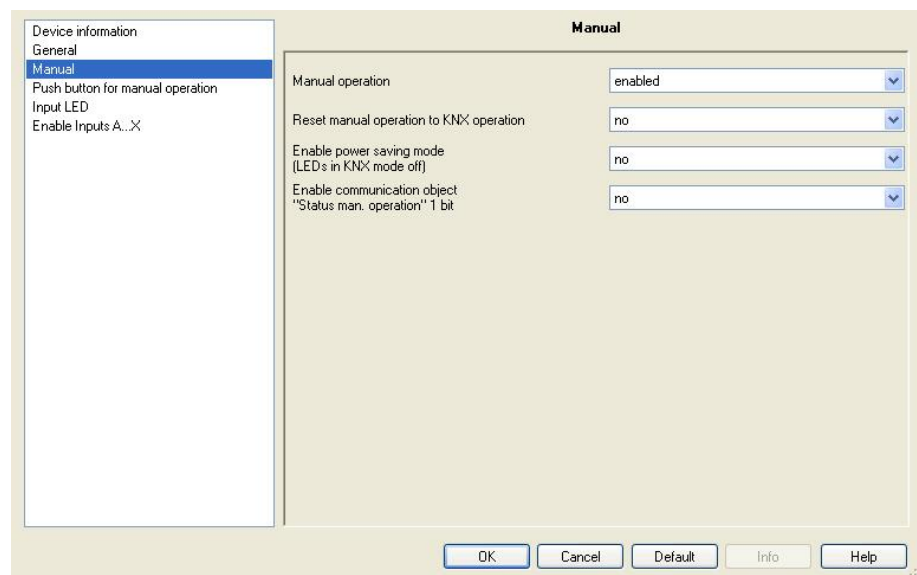 Device information
General
Manual
Push button for manual operation
Input LED
Enable Inputs A...X
Manual
Manual operation
enabled
Reset manual operation to KNX operation
no
Enable power saving mode
(LEDs in KNX mode off)
no
Enable communication object
"Status man. operation" 1 bit
no
OK
Cancel
Default
Info
Help